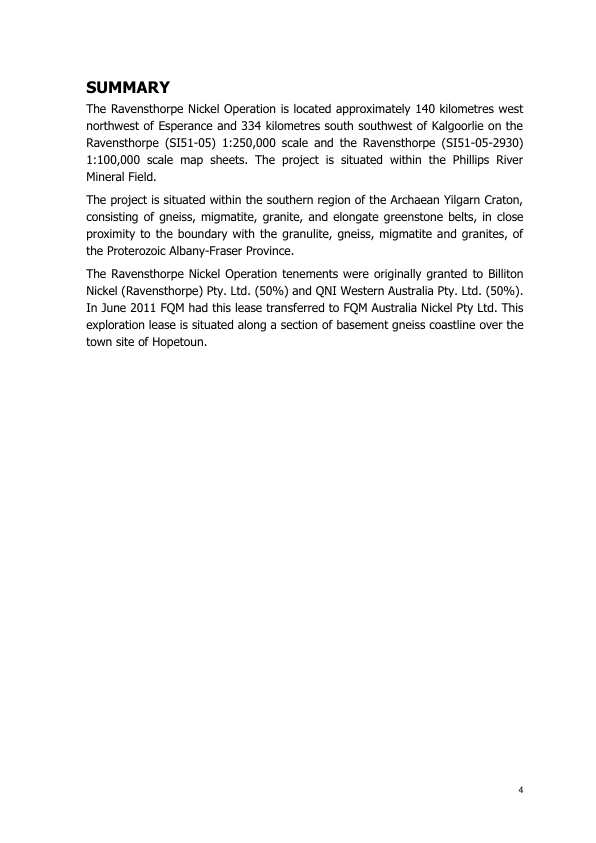 SUMMARY
The Ravensthorpe Nickel Operation is located approximately 140 kilometres west
northwest of Esperance and 334 kilometres south southwest of Kalgoorlie on the
Ravensthorpe (SI51-05) 1:250,000 scale and the Ravensthorpe (SI51-05-2930)
1:100,000 scale map sheets. The project is situated within the Phillips River
Mineral Field.
The project is situated within the southern region of the Archaean Yilgarn Craton,
consisting of gneiss, migmatite, granite, and elongate greenstone belts, in close
proximity to the boundary with the granulite, gneiss, migmatite and granites, of
the Proterozoic Albany-Fraser Province.
The Ravensthorpe Nickel Operation tenements were originally granted to Billiton
Nickel (Ravensthorpe) Pty. Ltd. (50%) and QNI Western Australia Pty. Ltd. (50%).
In June 2011 FQM had this lease transferred to FQM Australia Nickel Pty Ltd. This
exploration lease is situated along a section of basement gneiss coastline over the
town site of Hopetoun.
4